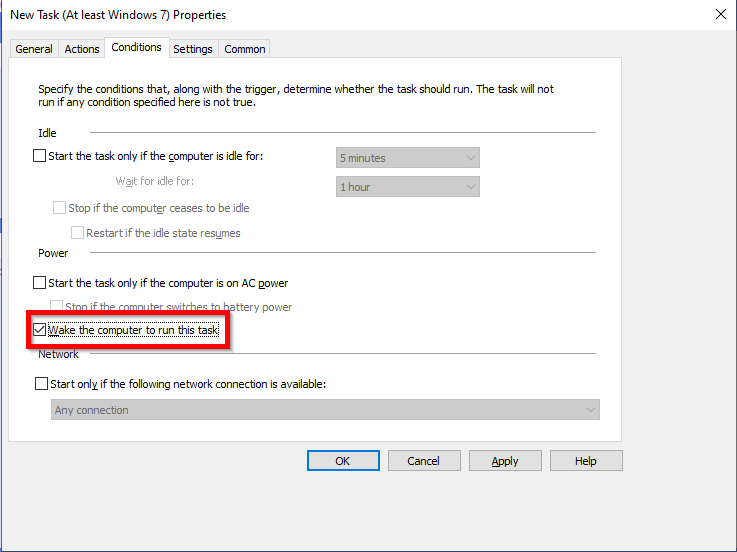 New Task (At least Windows 7) Properties
General Actions Conditions Settings Common
Specify the conditions that, along with the trigger, determine whether the task should run. The task will not
run if any condition specified here is not true.
Idle
Start the task only if the computer is idle for: 5 minutes
Wait for idle for: 1 hour
Stop if the computer ceases to be idle
Restart if the idle state resumes
Power
Start the task only if the computer is on AC power
Stop if the computer switches to battery power
Wake the computer to run this task
Network
Start only if the following network connection is available:
Any connection
OK Cancel Apply Help